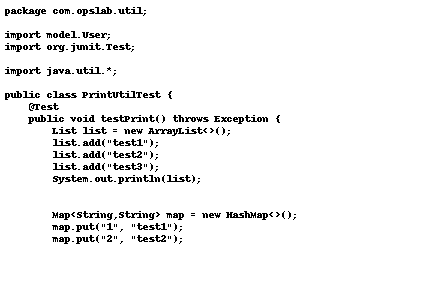 package com.opslab.util;

import model.User;
import org.junit.Test;

import java.util.*;

public class PrintUtilTest {
    @Test
    public void testPrint() throws Exception {
        List list = new ArrayList<>();
        list.add("test1");
        list.add("test2");
        list.add("test3");
        System.out.println(list);


        Map<String,String> map = new HashMap<>();
        map.put("1", "test1");
        map.put("2", "test2");